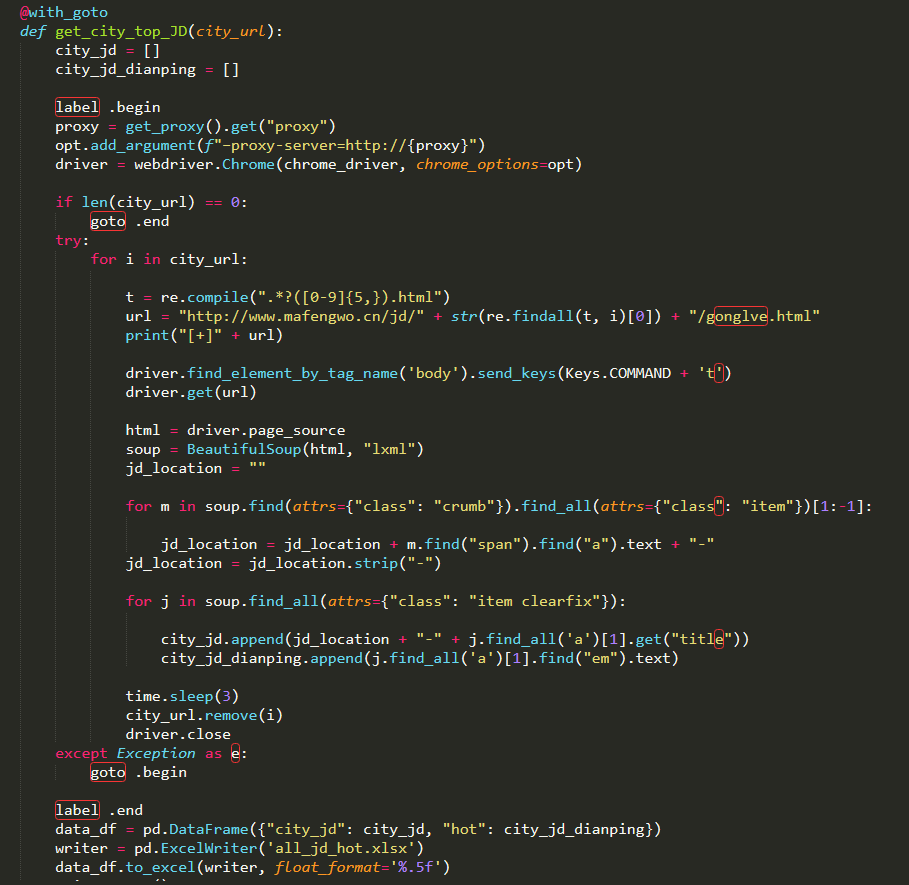 @with_goto
def get_city_top_JD(city_url):
    city_jd = []
    city_jd_dianping = []
    label .begin
    proxy = get_proxy().get("proxy")
    opt.add_argument(f"-proxy-server=http://{proxy}")
    driver = webdriver.Chrome(chrome_driver, chrome_options=opt)
    if len(city_url) == 0:
        goto .end
    try:
        for i in city_url:
            t = re.compile(".*?([0-9]{5,}).html")
            url = "http://www.mafengwo.cn/jd/" + str(re.findall(t, i)[0]) + "/gonglve.html"
            print("[+]" + url)
            driver.find_element_by_tag_name('body').send_keys(Keys.COMMAND + 't')
            driver.get(url)
            html = driver.page_source
            soup = BeautifulSoup(html, "lxml")
            jd_location = ""
            for m in soup.find(attrs={"class": "crumb"}).find_all(attrs={"class": "item"})[1:-1]:
                jd_location = jd_location + m.find("span").find("a").text + "-"
            jd_location = jd_location.strip("-")
            for j in soup.find_all(attrs={"class": "item clearfix"}):
                city_jd.append(jd_location + "-" + j.find_all('a')[1].get("title"))
                city_jd_dianping.append(j.find_all('a')[1].find("em").text)
            time.sleep(3)
            city_url.remove(i)
            driver.close
    except Exception as e:
        goto .begin
    label .end
    data_df = pd.DataFrame({"city_jd": city_jd, "hot": city_jd_dianping})
    writer = pd.ExcelWriter('all_jd_hot.xlsx')
    data_df.to_excel(writer, float_format='%.5f')